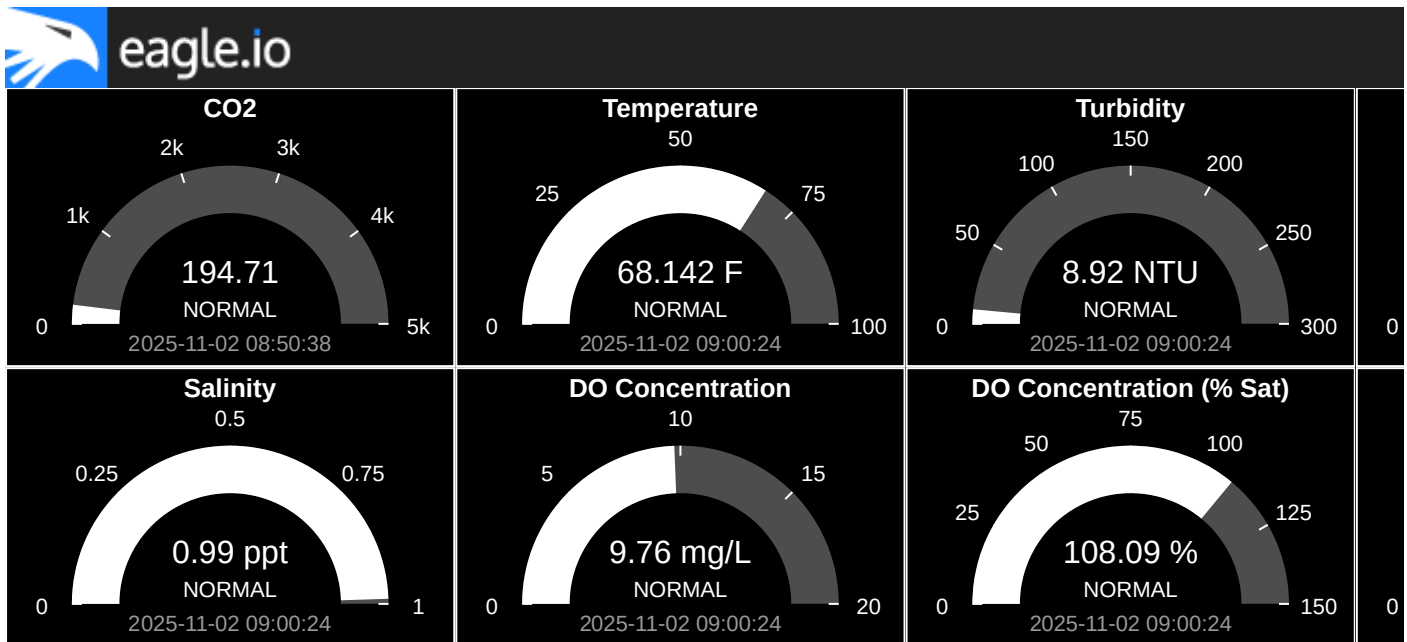 eagle.io
CO2
0
1k
2k
3k
4k
5k
194.71
NORMAL
2025-11-02 08:50:38
Temperature
0
25
50
75
100
68.142 F
NORMAL
2025-11-02 09:00:24
Turbidity
0
50
100
150
200
250
300
8.92 NTU
NORMAL
2025-11-02 09:00:24
0
Salinity
0
0.25
0.5
0.75
1
0.99 ppt
NORMAL
2025-11-02 09:00:24
DO Concentration
0
5
10
15
20
9.76 mg/L
NORMAL
2025-11-02 09:00:24
DO Concentration (% Sat)
0
25
50
75
100
125
150
108.09 %
NORMAL
2025-11-02 09:00:24
0